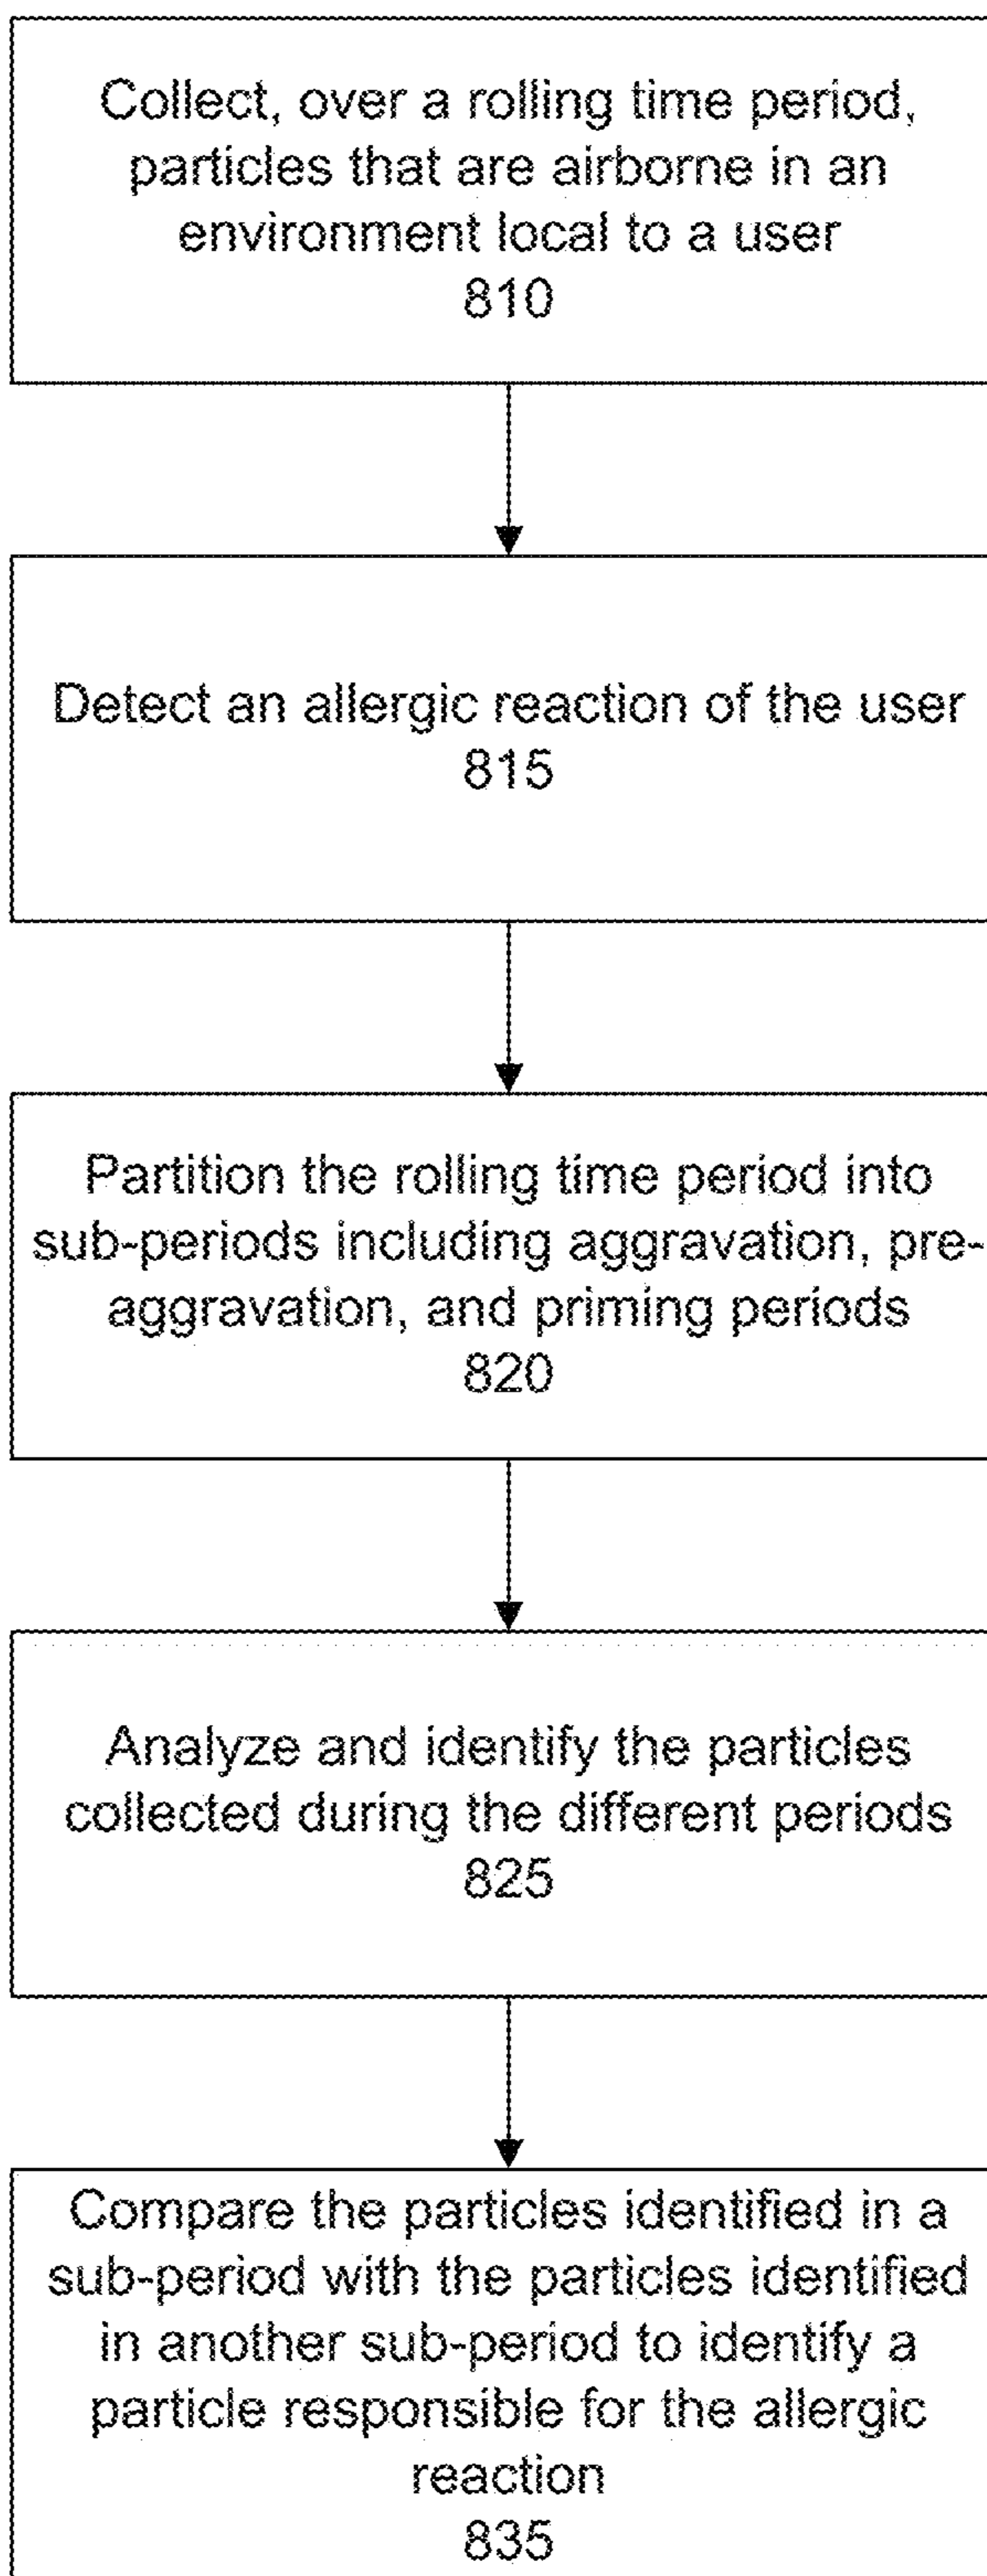 Collect, over a rolling time period,
particles that are airborne in an
environment local to a user
810
Detect an allergic reaction of the user
815
Partition the rolling time period into
sub-periods including aggravation, pre-
aggravation, and priming periods
820
Analyze and identify the particles
collected during the different periods
825
Compare the particles identified in a
sub-period with the particles identified
in another sub-period to identify a
particle responsible for the allergic
reaction
835